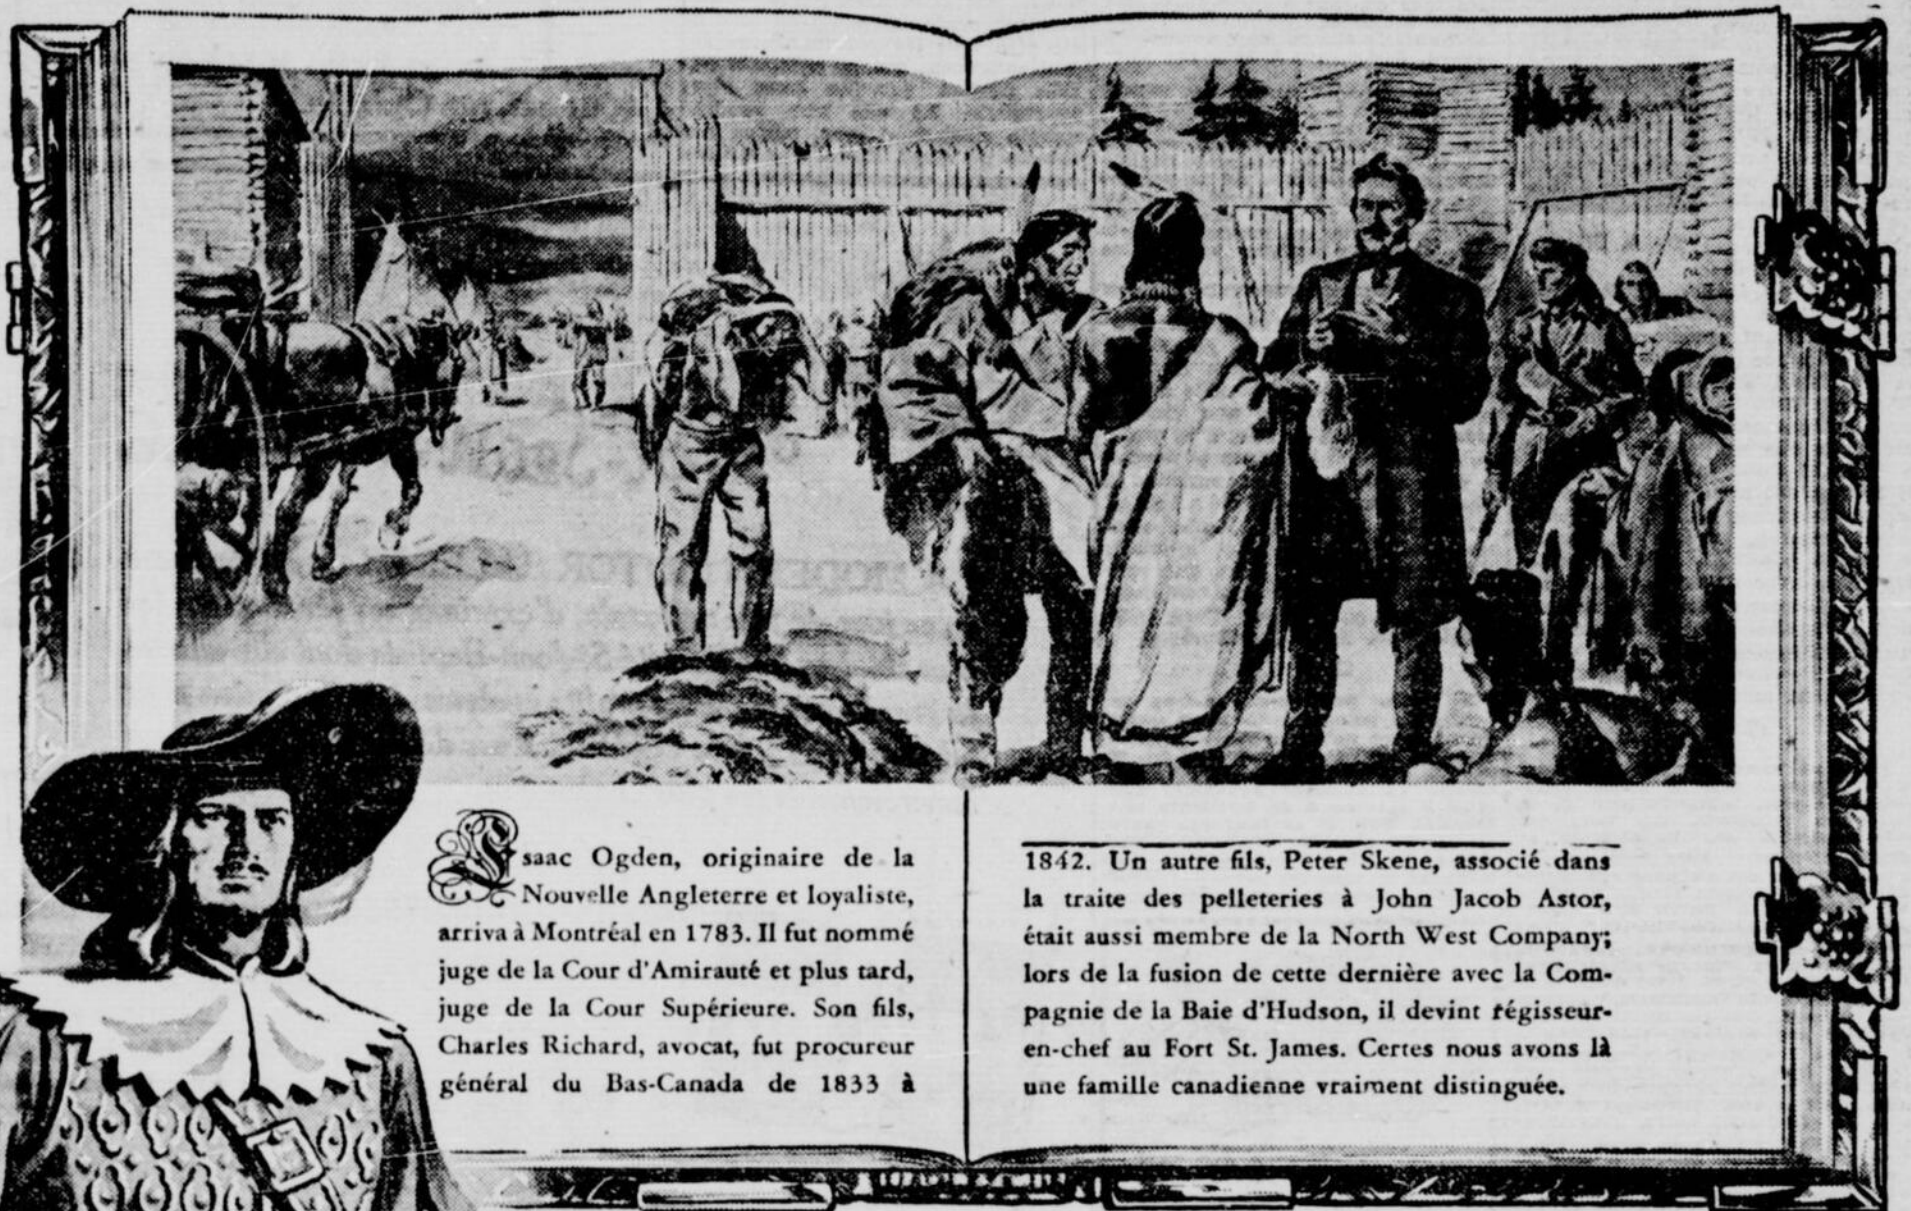 Isaac Ogden, originaire de la
Nouvelle Angleterre et loyaliste,
arriva à Montréal en 1783. Il fut nommé
juge de la Cour d'Amirauté et plus tard,
juge de la Cour Supérieure. Son fils,
Charles Richard, avocat, fut procureur
général du Bas-Canada de 1833 à
1842. Un autre fils, Peter Skene, associé dans
la traite des pelleteries à John Jacob Astor,
était aussi membre de la North West Company;
lors de la fusion de cette dernière avec la Com-
pagnie de la Baie d'Hudson, il devint régisseur-
en-chef au Fort St. James. Certes nous avons là
une famille canadienne vraiment distinguée.